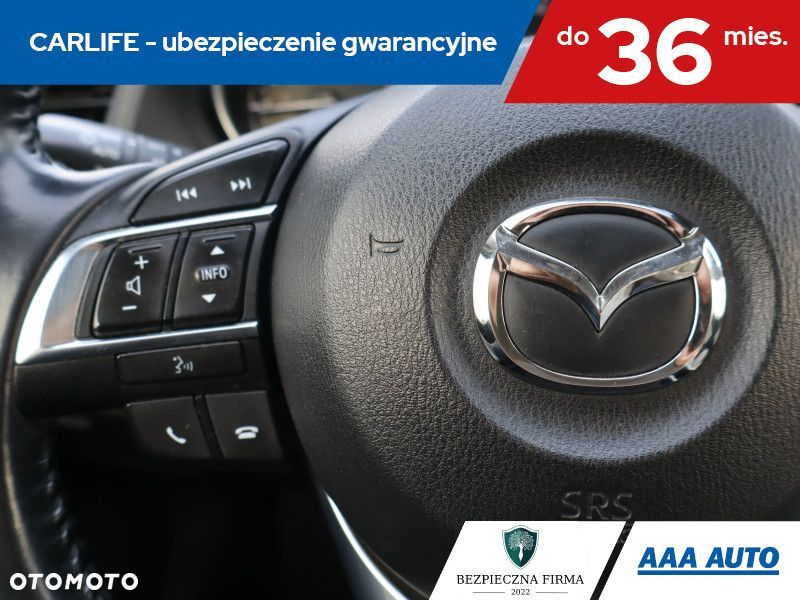 CARLIFE - ubezpieczenie gwarancyjne
do 36 mies.
+
INFO
-
SRS
BEZPIECZNA FIRMA
2022
AAA AUTO
OTOMOTO